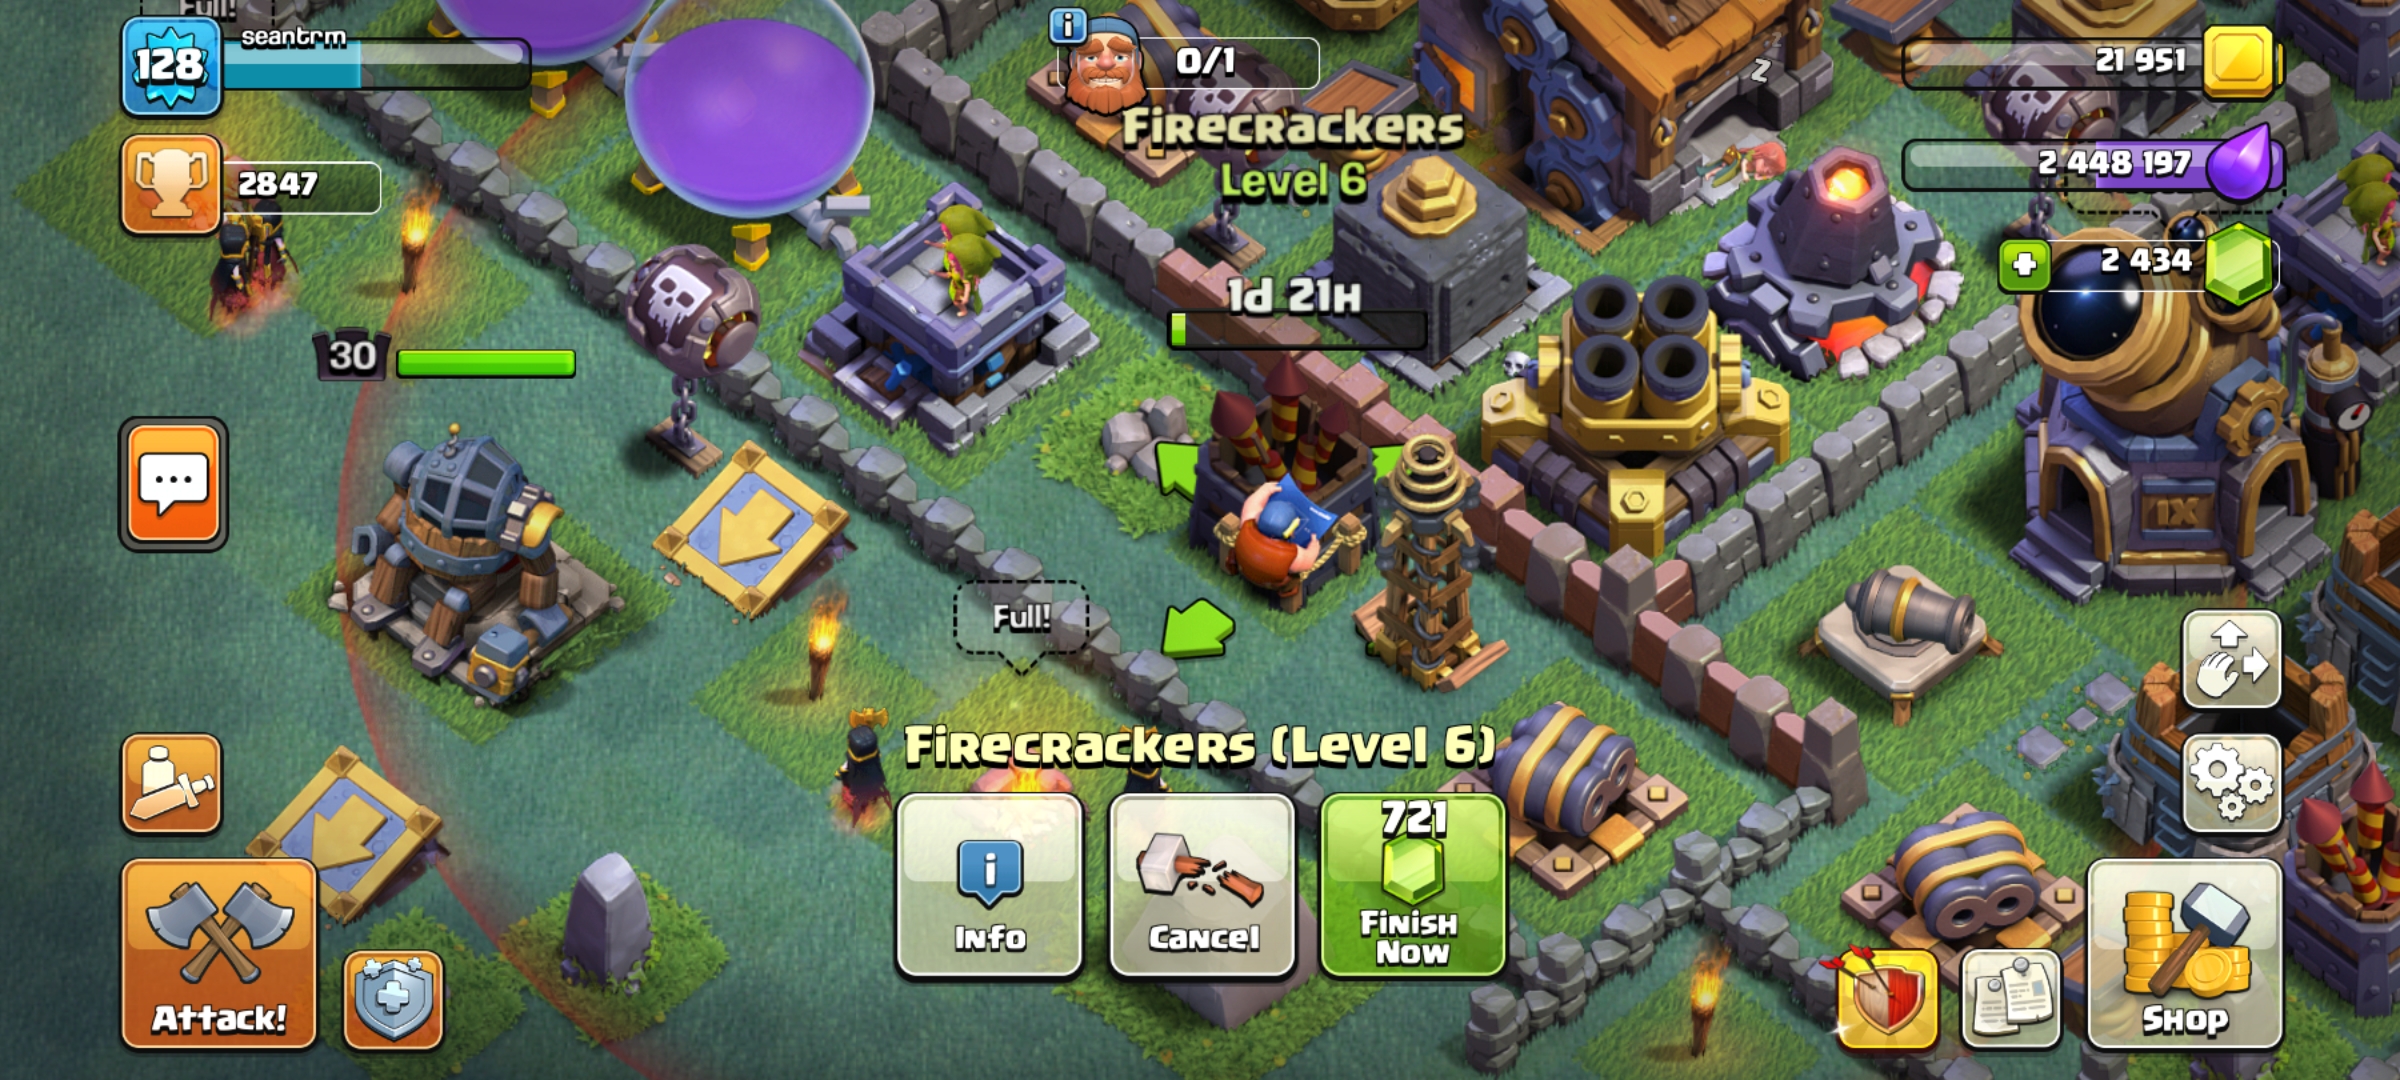 Full!
128
seantrm
0/1
21 951
Firecrackers
Level 6
2 448 197
2847
2 434
1d 21H
30
IX
Full!
Firecrackers (Level 6)
Info
Cancel
721
Finish
Now
Attack!
Shop
z